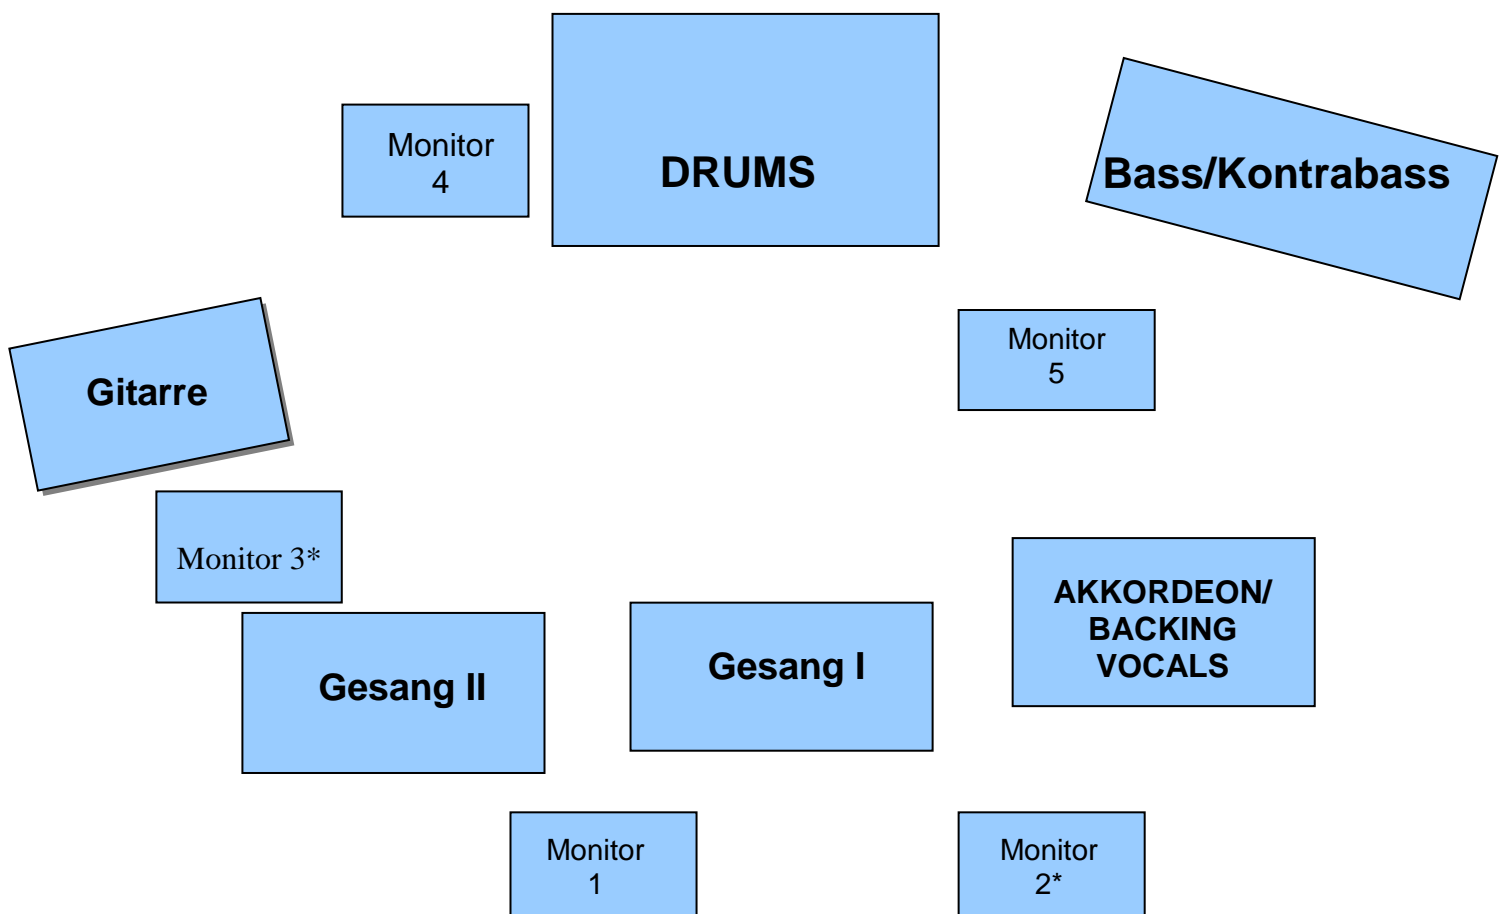 Monitor
4
DRUMS
Bass/Kontrabass
Gitarre
Monitor
5
Monitor 3*
Gesang II
Gesang I
AKKORDEON/
BACKING
VOCALS
Monitor
1
Monitor
2*